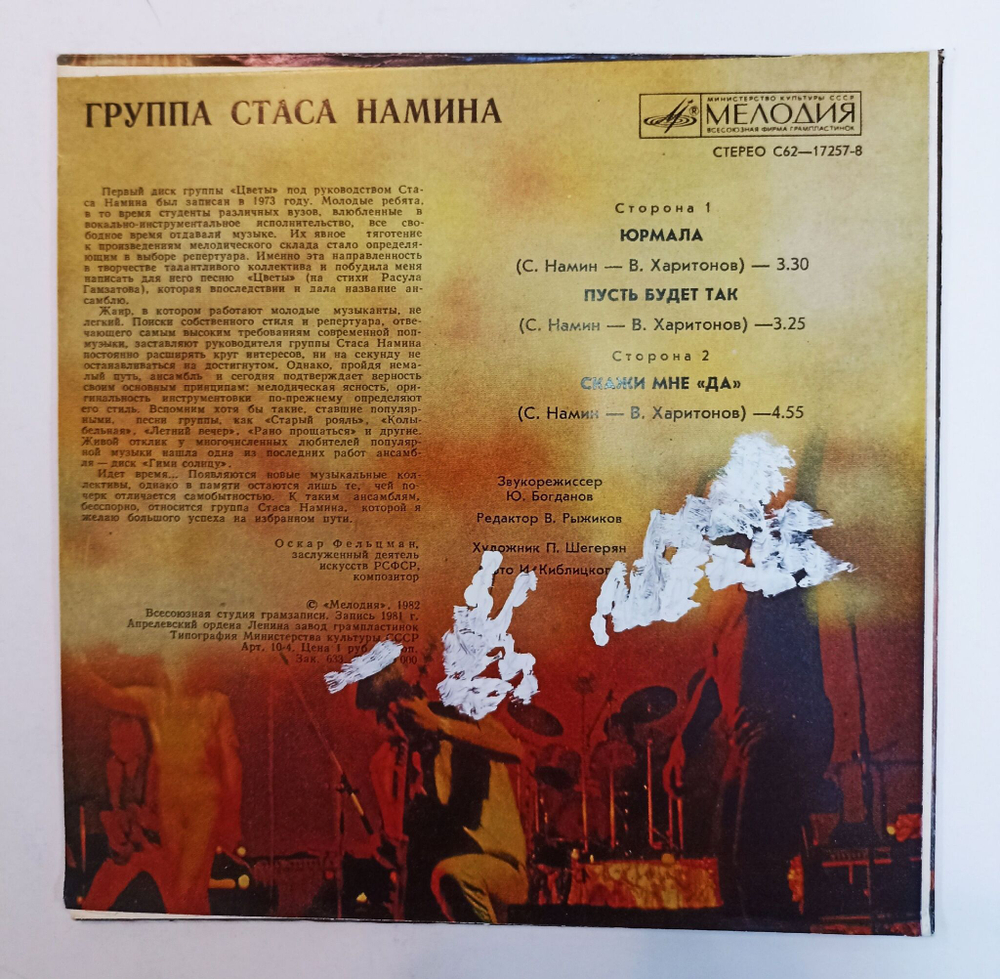 ГРУППА СТАСА НАМИНА
МИНИСТЕРСТВО КУЛЬТУРЫ СССР
МЕЛОДИЯ
ВСЕСОЮЗНАЯ ФИРМА ГРАМПЛАСТИНОК
СТЕРЕО С62—17257-8
Первый диск группы «Цветы» под руководством Ста-
са Намина был записан в 1973 году. Молодые ребята,
в то время студенты различных вузов, влюбленные в
вокально-инструментальное исполнительство, все сво-
бодное время отдавали музыке. Их явное тяготение
к произведениям мелодического склада стало определя-
ющим в выборе репертуара. Именно эта направленность
в творчестве талантливого коллектива и побудила меня
написать для него песню «Цветы» (на стихи Расула
Гамзатова), которая впоследствии и дала название ан-
самблю.
Жанр, в котором работают молодые музыканты, не
легкий. Поиски собственного стиля и репертуара, отве-
чающего самым высоким требованиям современной поп-
музыки, заставляют руководителя группы Стаса Намина
постоянно расширять круг интересов, ни на секунду не
останавливаться на достигнутом. Однако, пройдя нема-
лый путь, ансамбль и сегодня подтверждает верность
своим основным принципам: мелодическая ясность, ори-
гинальность инструментовки по-прежнему определяют
его стиль. Вспомним хотя бы такие, ставшие популяр-
ными, песни группы, как «Старый рояль», «Колы-
бельная», «Летний вечер», «Рано прощаться» и другие.
Живой отклик у многочисленных любителей популяр-
ной музыки нашла одна из последних работ ансамб-
ля — диск «Гимн солнцу».
Идет время... Появляются новые музыкальные кол-
лективы, однако в памяти остаются лишь те, чей по-
черк отличается самобытностью. К таким ансамблям,
бесспорно, относится группа Стаса Намина, которой я
желаю большого успеха на избранном пути.
Оскар Фельцман,
заслуженный деятель
искусств РСФСР,
композитор
© «Мелодия», 1982
Всесоюзная студия грамзаписи. Запись 1981 г.
Апрелевский ордена Ленина завод грампластинок
Типография Министерства культуры СССР
Арт. 10-4. Цена 1 руб.
Зак. 000
Сторона 1
ЮРМАЛА
(С. Намин — В. Харитонов) — 3.30
ПУСТЬ БУДЕТ ТАК
(С. Намин — В. Харитонов) —3.25
Сторона 2
СКАЖИ МНЕ «ДА»
(С. Намин — В. Харитонов) —4.55
Звукорежиссер
Ю. Богданов
Редактор В. Рыжиков
Художник П. Шегерян
И. Киблицкого